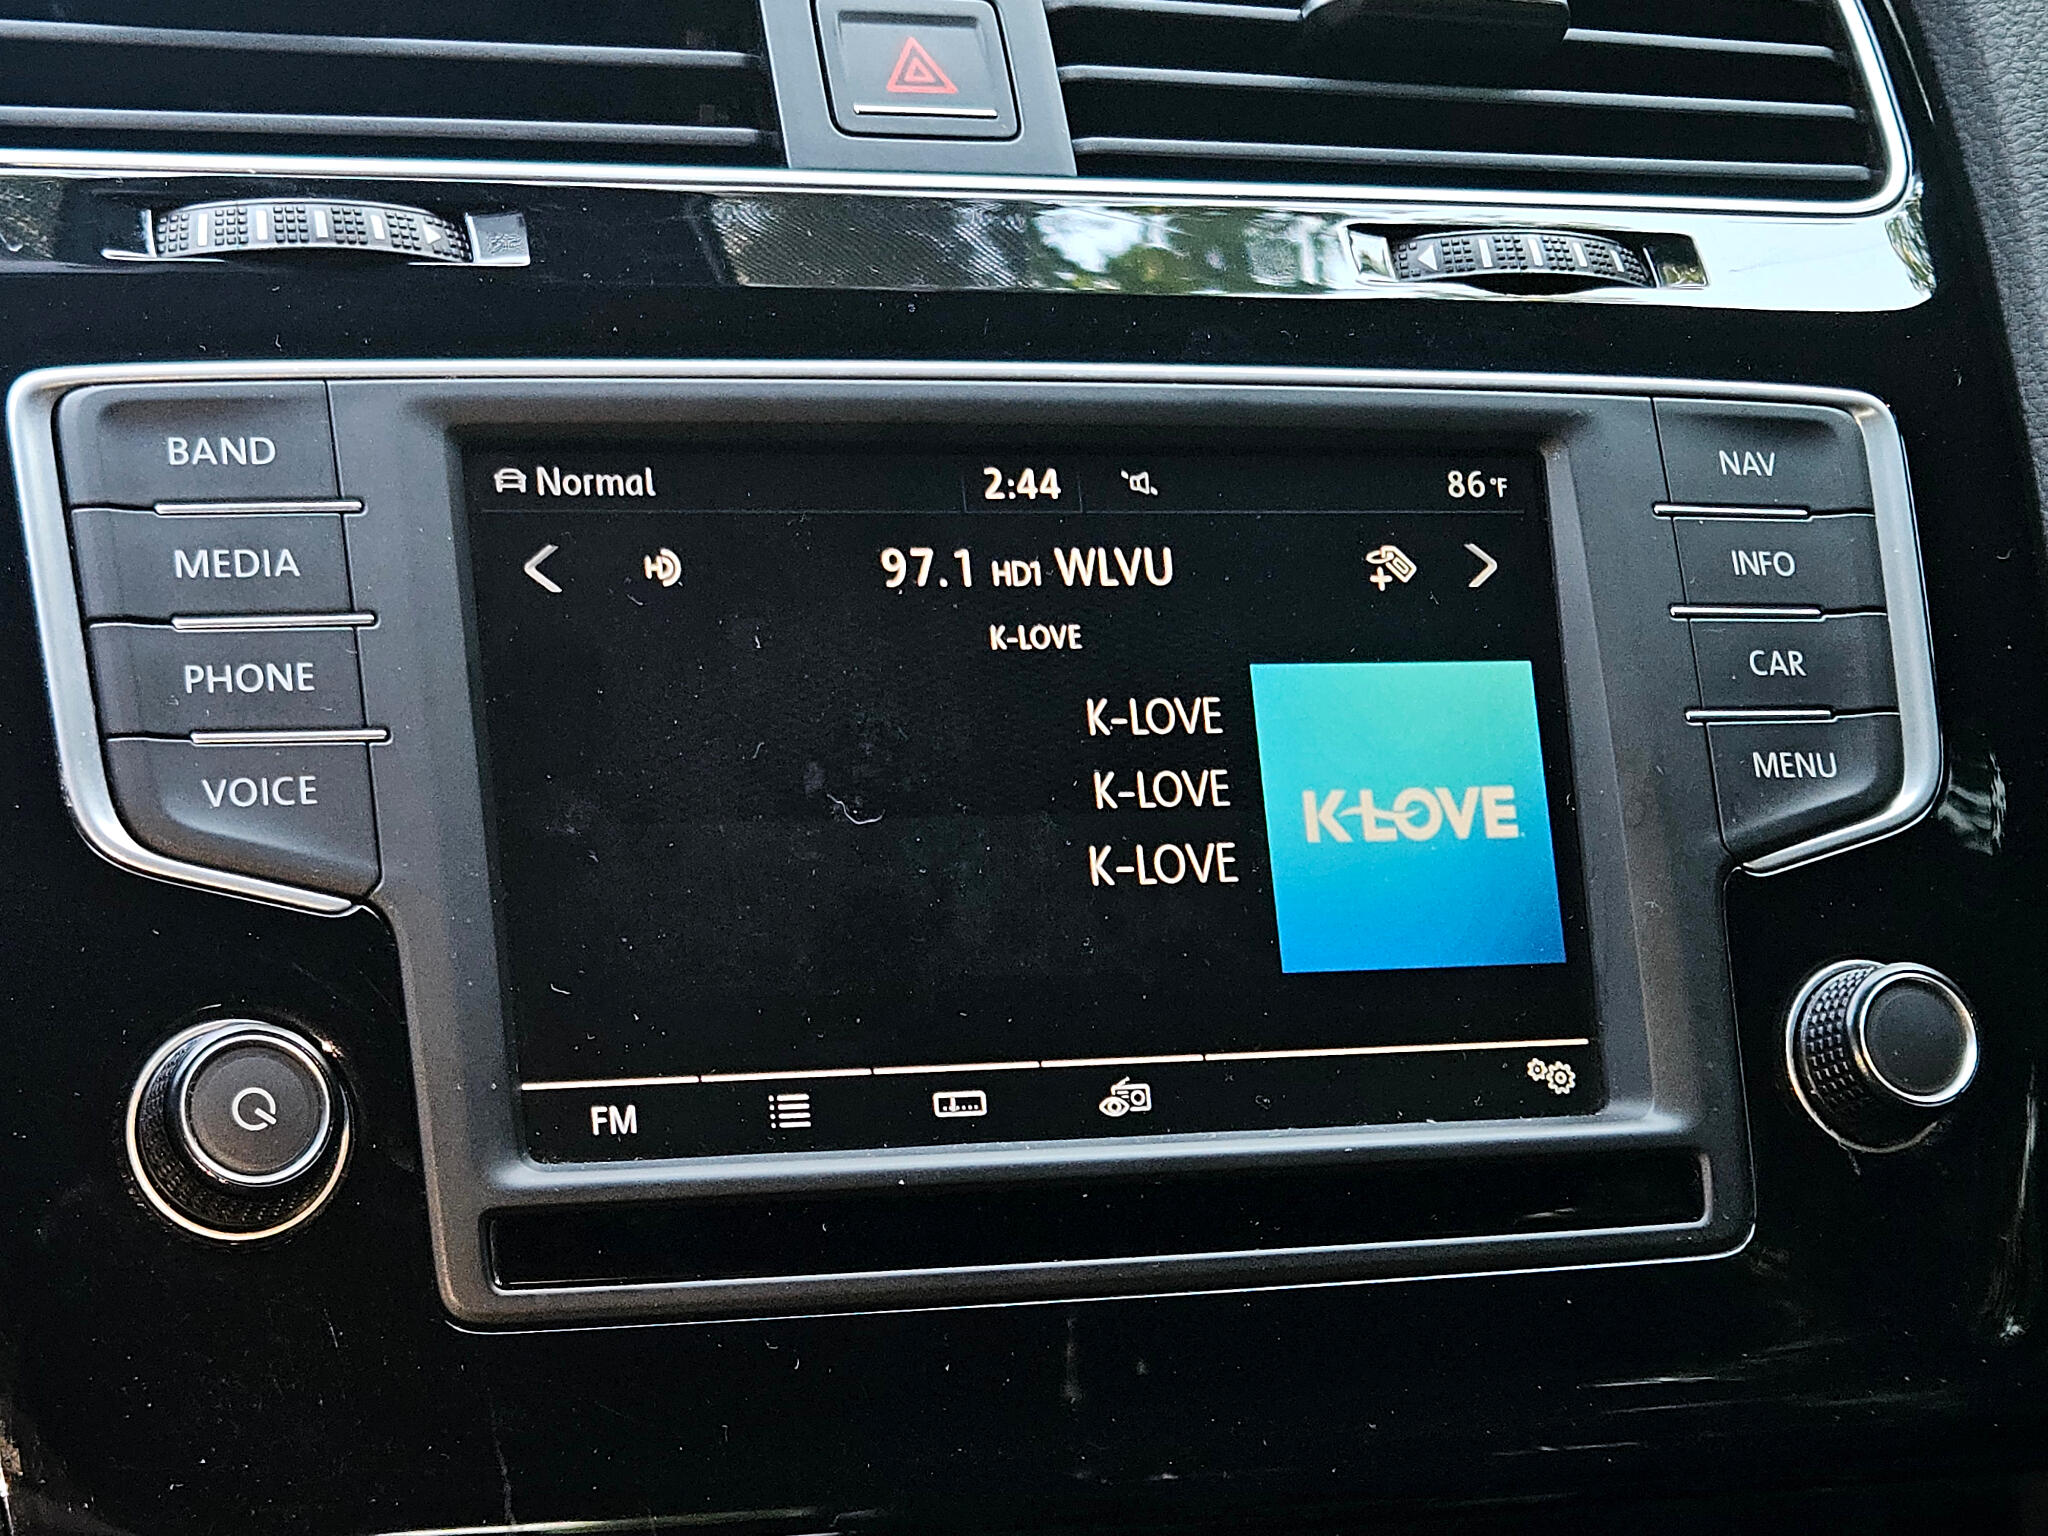 BAND
MEDIA
PHONE
VOICE
Normal 2:44 86°F
HD 97.1 HD1 WLVU
K-LOVE
K-LOVE
K-LOVE
K-LOVE
K-LOVE
FM
NAV
INFO
CAR
MENU